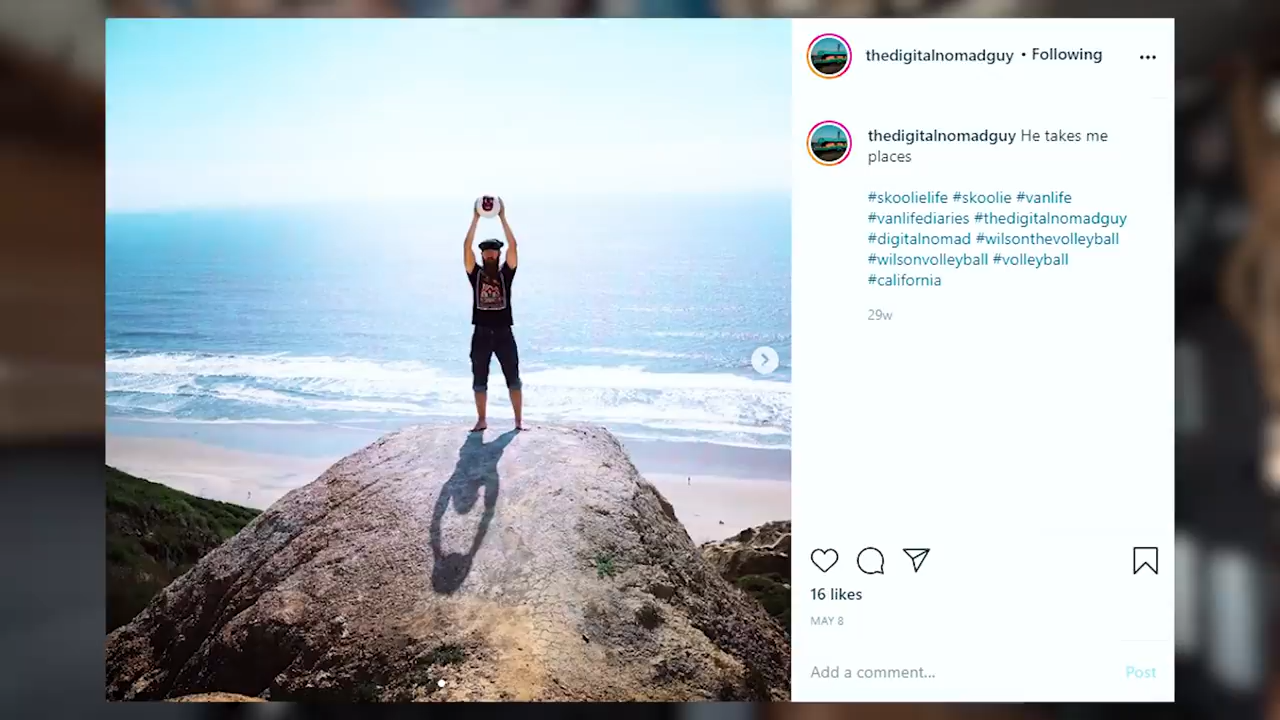 thedigitalnomadguy • Following
thedigitalnomadguy He takes me
places
#skoolielife #skoolie #vanlife
#vanlifediaries #thedigitalnomadguy
#digitalnomad #wilsonthevolleyball
#wilsonvolleyball #volleyball
#california
29w
16 likes
MAY 8
Add a comment...
Post